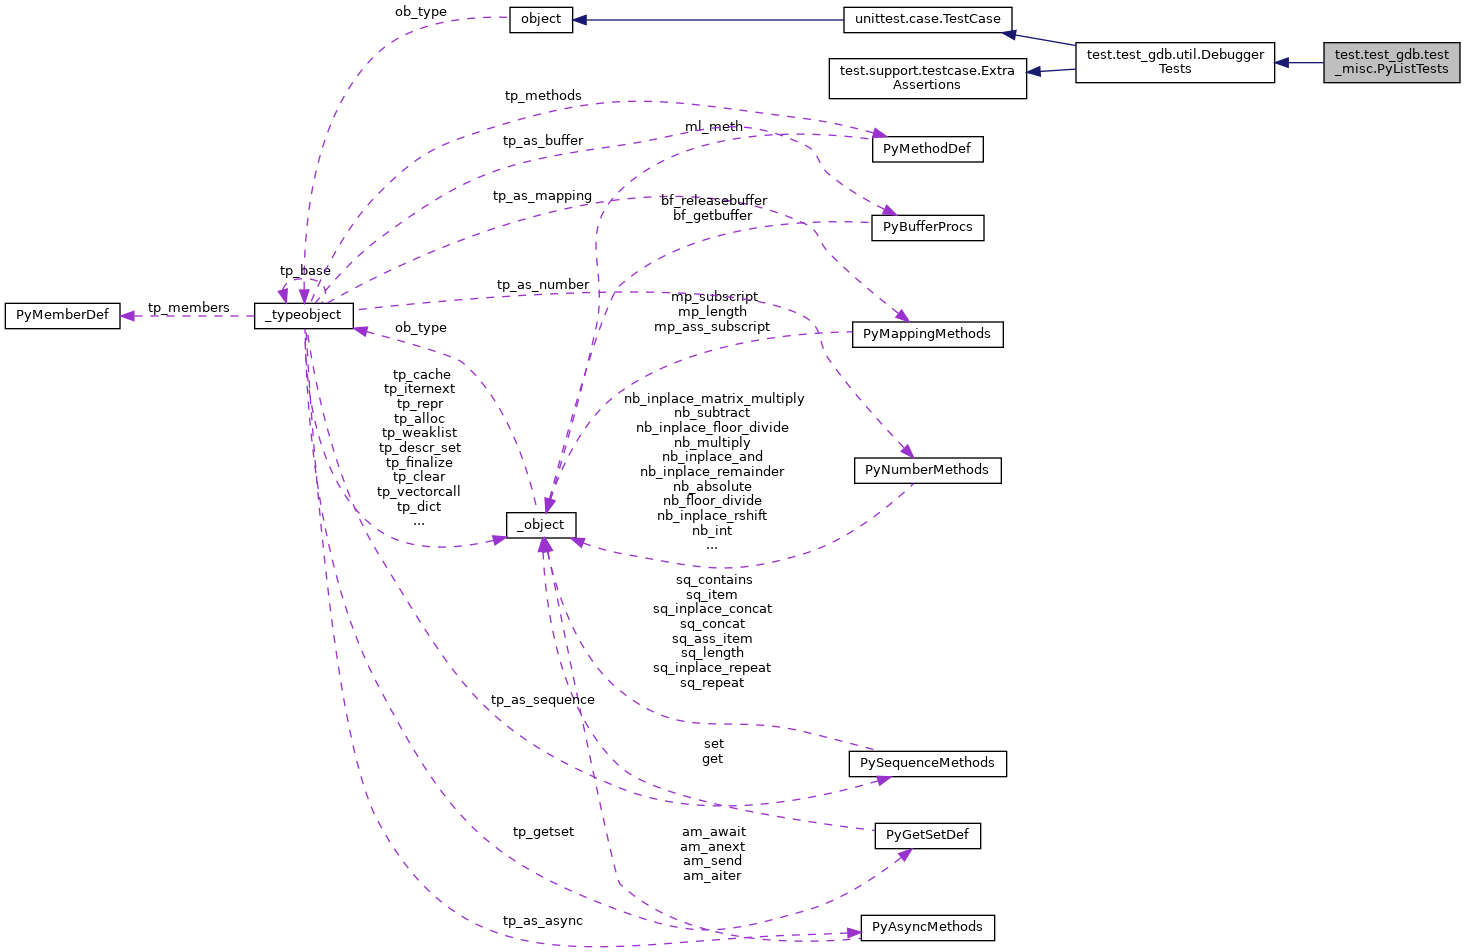 ob_type
object
unittest.case.TestCase
test.test_gdb.util.Debugger
Tests
test.test_gdb.test
_misc.PyListTests
test.support.testcase.Extra
Assertions
tp_methods
ml_meth
tp_as_buffer
PyMethodDef
tp_as_mapping
bf_releasebuffer
bf_getbuffer
PyBufferProcs
tp_base
tp_as_number
mp_subscript
mp_length
mp_ass_subscript
PyMemberDef
tp_members
_typeobject
ob_type
PyMappingMethods
tp_cache
tp_iternext
tp_repr
tp_alloc
tp_weaklist
tp_descr_set
tp_finalize
tp_clear
tp_vectorcall
tp_dict
...
nb_inplace_matrix_multiply
nb_subtract
nb_inplace_floor_divide
nb_multiply
nb_inplace_and
nb_inplace_remainder
nb_absolute
nb_floor_divide
nb_inplace_rshift
nb_int
...
PyNumberMethods
_object
sq_contains
sq_item
sq_inplace_concat
sq_concat
sq_ass_item
sq_length
sq_inplace_repeat
sq_repeat
tp_as_sequence
set
get
PySequenceMethods
tp_getset
am_await
am_anext
am_send
am_aiter
PyGetSetDef
tp_as_async
PyAsyncMethods